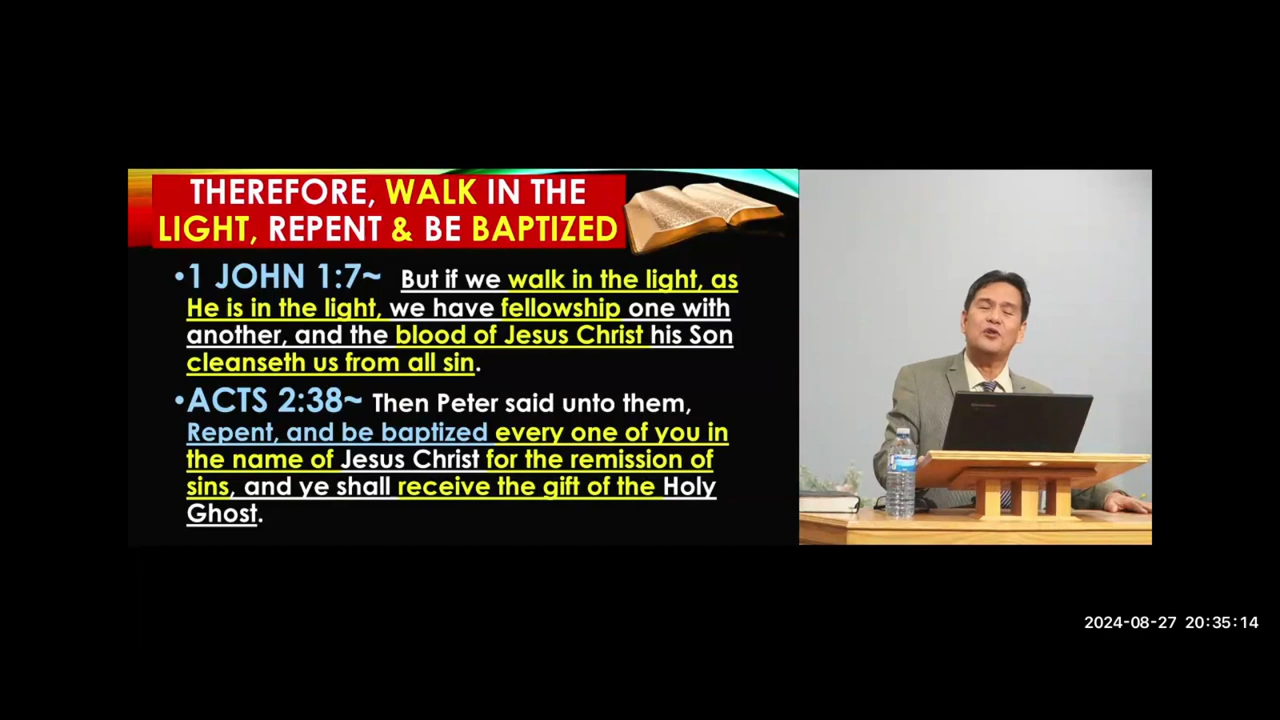 THEREFORE, WALK IN THE
LIGHT, REPENT & BE BAPTIZED
•1 JOHN 1:7~ But if we walk in the light, as
He is in the light, we have fellowship one with
another, and the blood of Jesus Christ his Son
cleanseth us from all sin.
•ACTS 2:38~ Then Peter said unto them,
Repent, and be baptized every one of you in
the name of Jesus Christ for the remission of
sins, and ye shall receive the gift of the Holy
Ghost.
2024-08-27 20:35:14